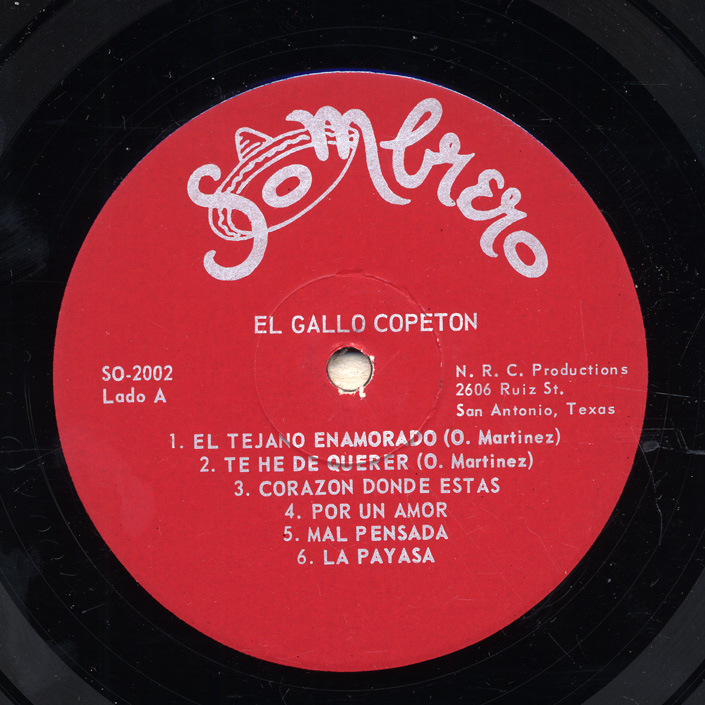 Sombrero
EL GALLO COPETON
SO-2002
Lado A
N. R. C. Productions
2606 Ruiz St.
San Antonio, Texas
1. EL TEJANO ENAMORADO (O. Martinez)
2. TE HE DE QUERER (O. Martinez)
3. CORAZON DONDE ESTAS
4. POR UN AMOR
5. MAL PENSADA
6. LA PAYASA